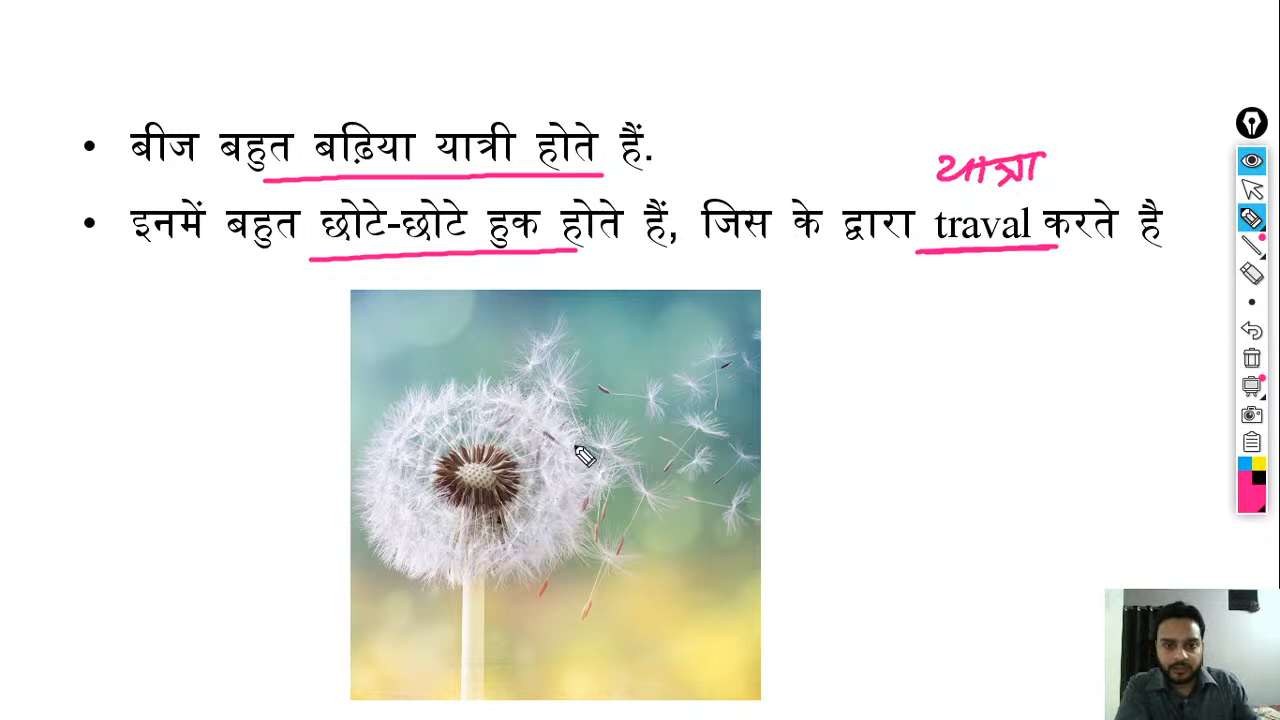 • बीज बहुत बढ़िया यात्री होते हैं.
यात्रा
• इनमें बहुत छोटे-छोटे हुक होते हैं, जिस के द्वारा traval करते है